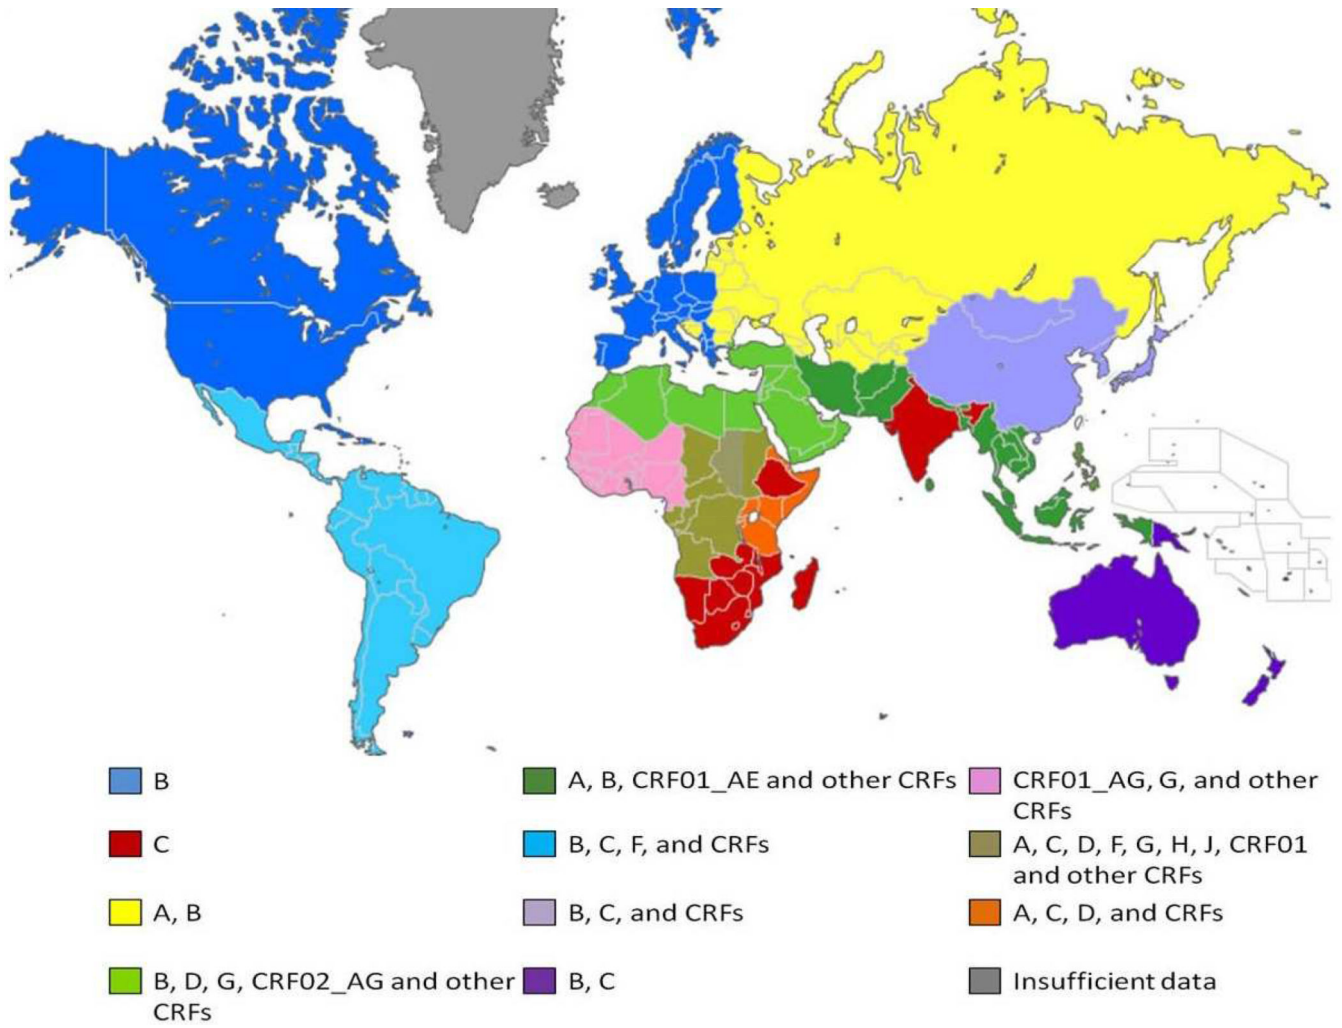 B
A, B, CRF01_AE and other CRFs
CRF01_AG, G, and other
CRFs
C
B, C, F, and CRFs
A, C, D, F, G, H, J, CRF01
and other CRFs
A, B
B, C, and CRFs
A, C, D, and CRFs
B, D, G, CRF02_AG and other
CRFs
B, C
Insufficient data